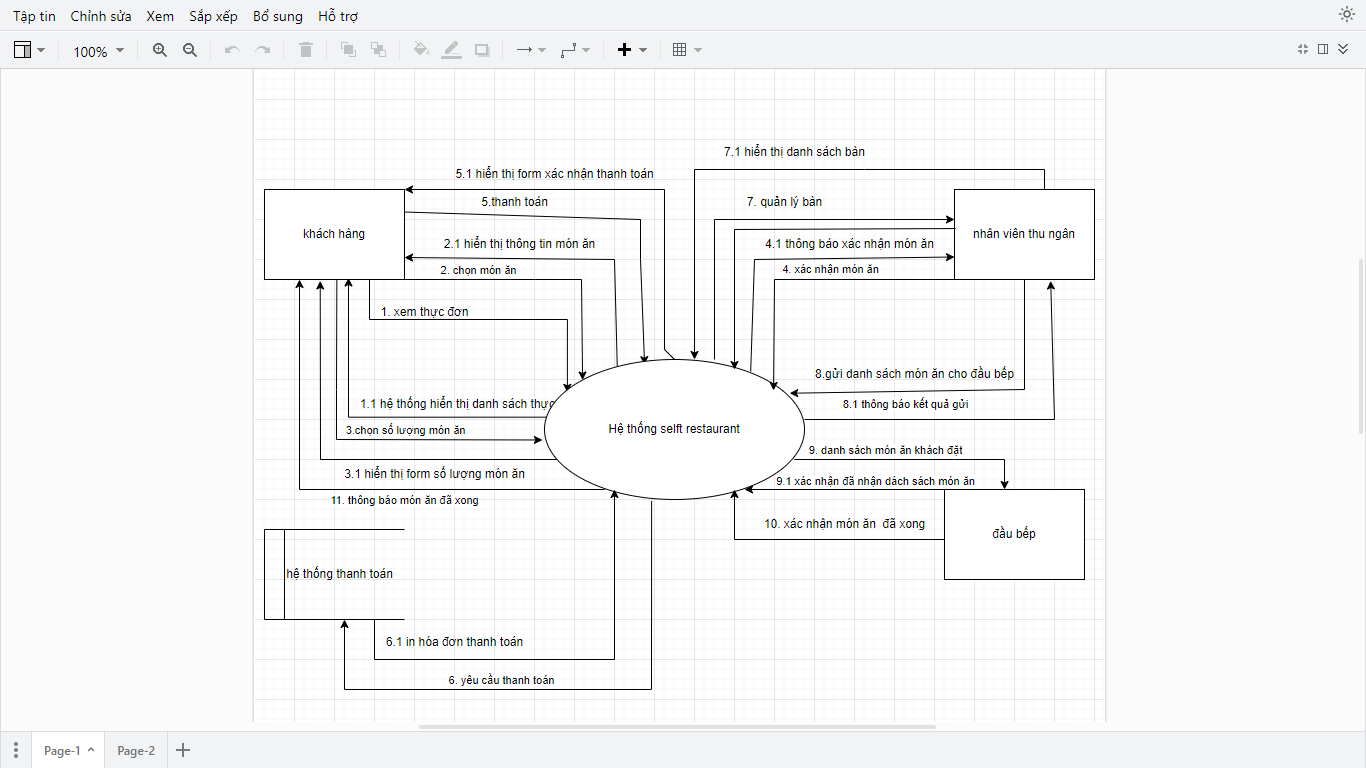 Tập tin Chỉnh sửa Xem Sắp xếp Bổ sung Hỗ trợ
100%
7.1 hiển thị danh sách bàn
5.1 hiển thị form xác nhận thanh toán
5.thanh toán
7. quản lý bàn
khách hàng
nhân viên thu ngân
2.1 hiển thị thông tin món ăn
4.1 thông báo xác nhận món ăn
2. chọn món ăn
4. xác nhận món ăn
1. xem thực đơn
8.gửi danh sách món ăn cho đầu bếp
1.1 hệ thống hiển thị danh sách thực
8.1 thông báo kết quả gửi
3.chọn số lượng món ăn
Hệ thống selft restaurant
9. danh sách món ăn khách đặt
3.1 hiển thị form số lượng món ăn
9.1 xác nhận đã nhận dách sách món ăn
11. thông báo món ăn đã xong
10. xác nhận món ăn  đã xong
đầu bếp
hệ thống thanh toán
6.1 in hóa đơn thanh toán
6. yêu cầu thanh toán
Page-1 Page-2